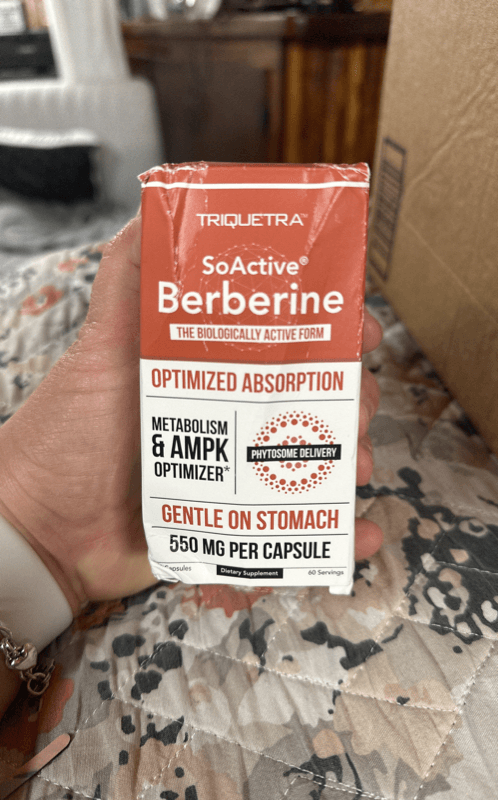 TRIQUETRA™
SoActive®
Berberine
THE BIOLOGICALLY ACTIVE FORM
OPTIMIZED ABSORPTION
METABOLISM
& AMPK
OPTIMIZER*
PHYTOSOME DELIVERY
GENTLE ON STOMACH
550 MG PER CAPSULE
Capsules
Dietary Supplement
60 Servings